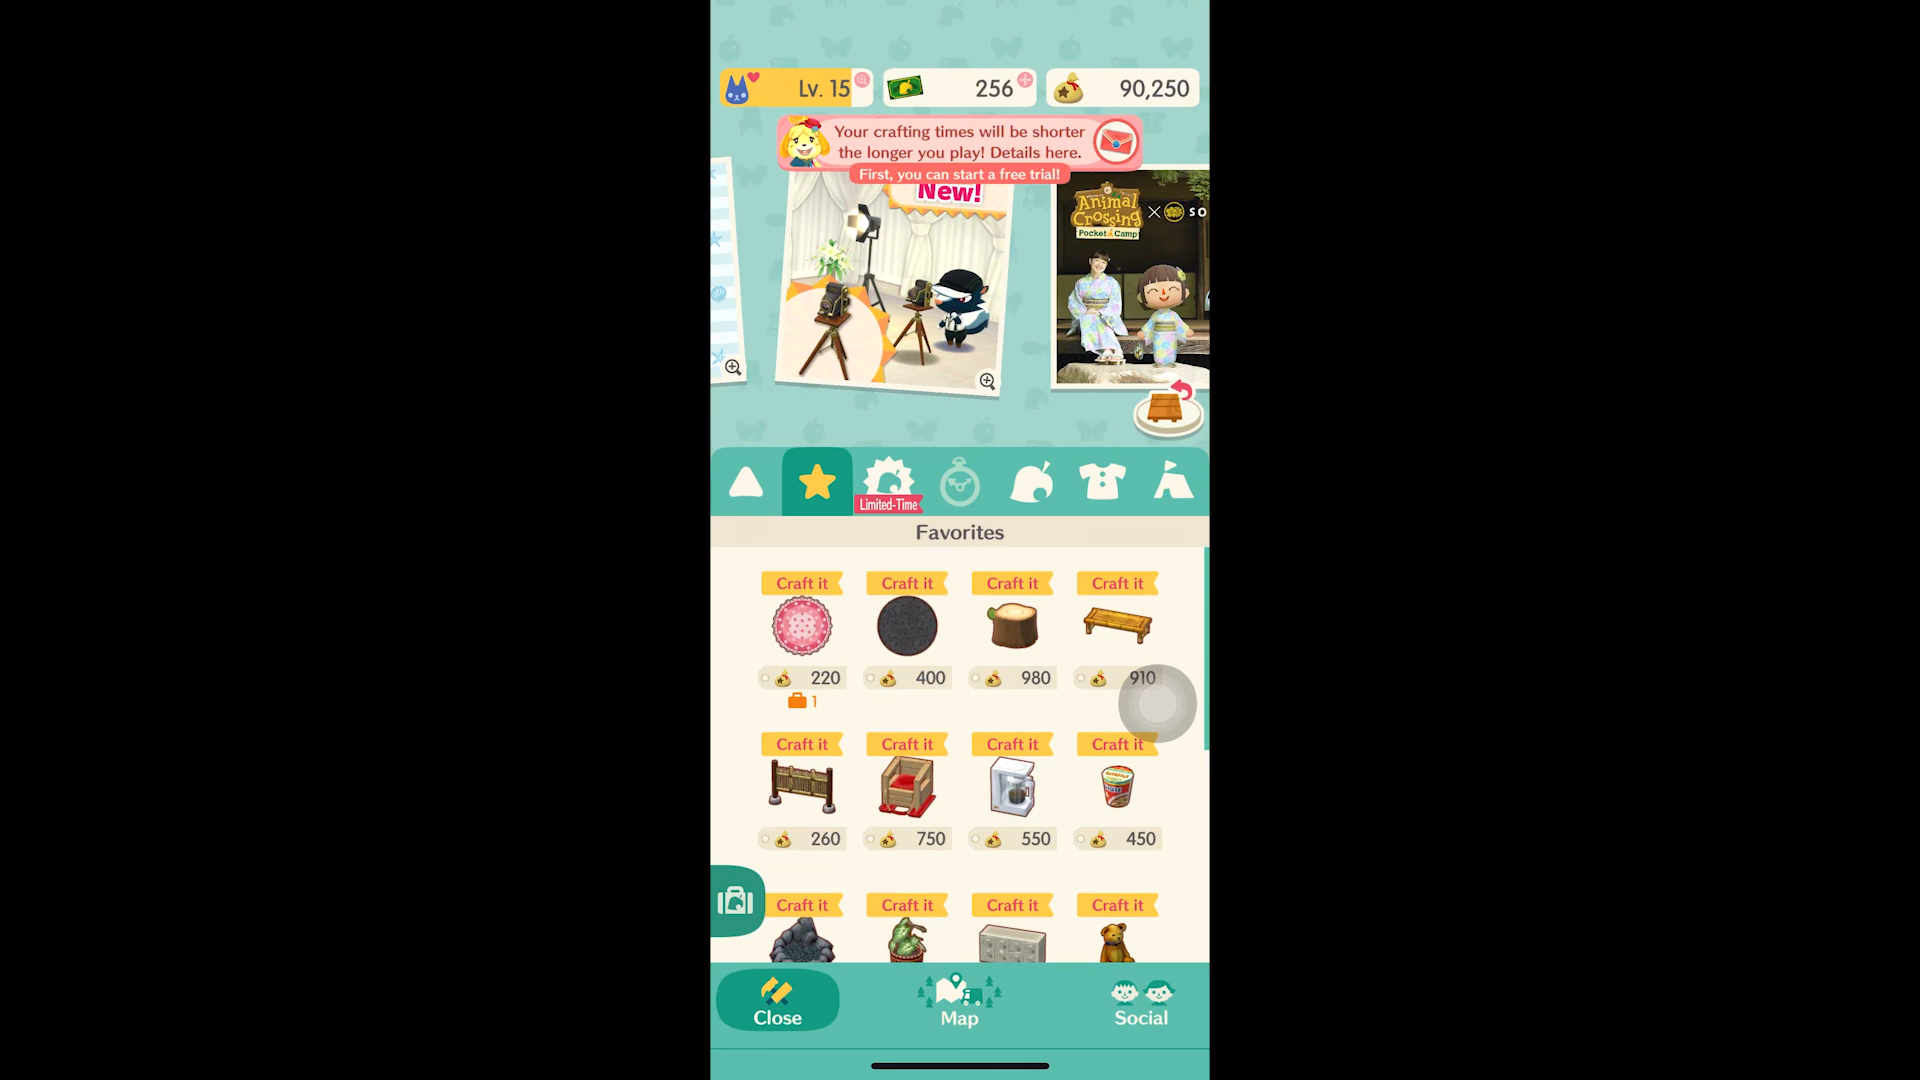 Lv. 15
256
90,250
Your crafting times will be shorter
the longer you play! Details here.
First, you can start a free trial!
New!
Animal
Crossing
Pocket Camp
SO
Limited-Time
Favorites
Craft it
Craft it
Craft it
Craft it
220
400
980
910
1
Craft it
Craft it
Craft it
Craft it
260
750
550
450
Craft it
Craft it
Craft it
Craft it
Close
Map
Social